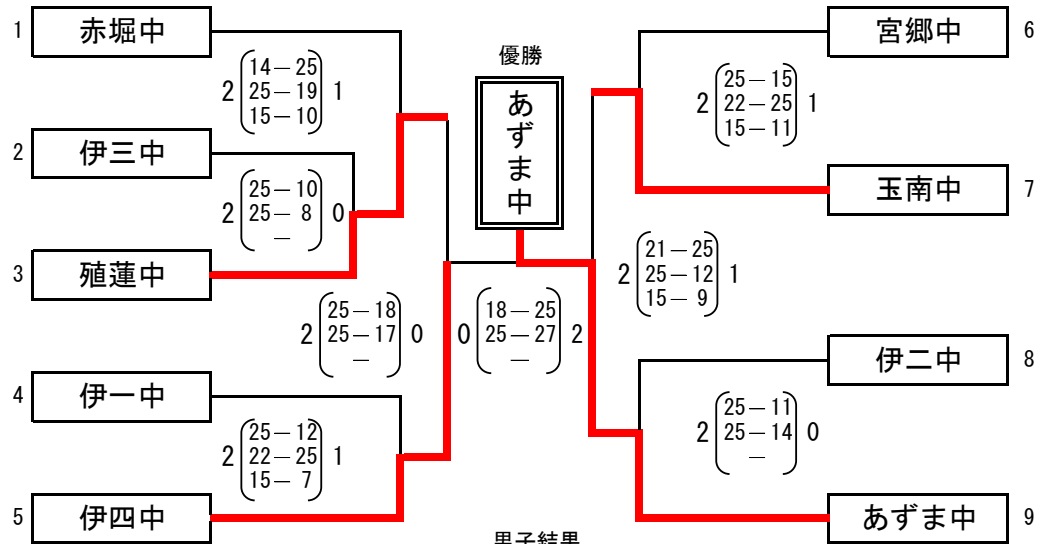 1 赤堀中
2 伊三中
3 殖蓮中
4 伊一中
5 伊四中
2 14－25 1
25－19
15－10
2 25－10 0
25－ 8
－
2 25－18 0
25－17
－
2 25－12 1
22－25
15－ 7
優勝
あずま中
0 18－25 2
25－27
－
宮郷中 6
玉南中 7
伊二中 8
あずま中 9
2 25－15 1
22－25
15－11
2 21－25 1
25－12
15－ 9
2 25－11 0
25－14
－
男子結果